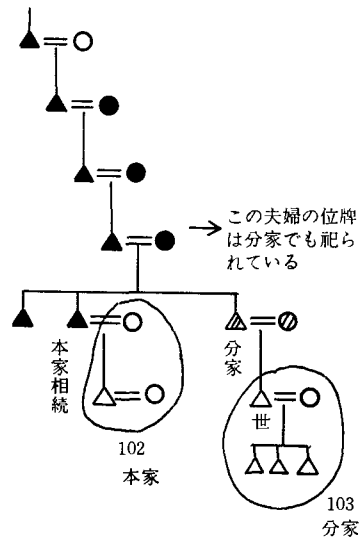 この夫婦の位牌
は分家でも祀ら
れている
本家相続
分家
世
102
本家
103
分家